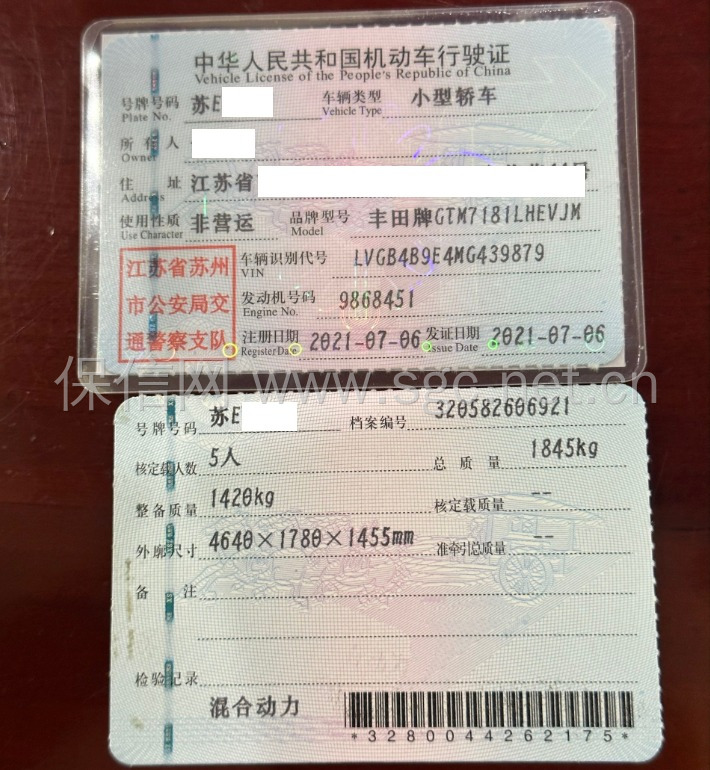 中华人民共和国机动车行驶证
Vehicle License of the People's Republic of China
号牌号码 苏E 车辆类型 小型轿车
Plate No. Vehicle Type
所有人
Owner
住址 江苏省
Address
使用性质 非营运 品牌型号 丰田牌GTM7181LHEVJM
Use Character Model
江苏省苏州
市公安局交
通警察支队
车辆识别代号 LVGB4B9E4MG439879
VIN
发动机号码 9868451
Engine No.
注册日期 2021-07-06 发证日期 2021-07-06
Register Date Issue Date
保信网 www.sgc.net.cn
号牌号码 苏E 档案编号 320582606921
核定载人数 5人 总质量 1845kg
整备质量 1420kg 核定载质量 --
外廓尺寸 4640×1780×1455mm 准牵引总质量 --
备注
检验记录
混合动力
*3280044262175*